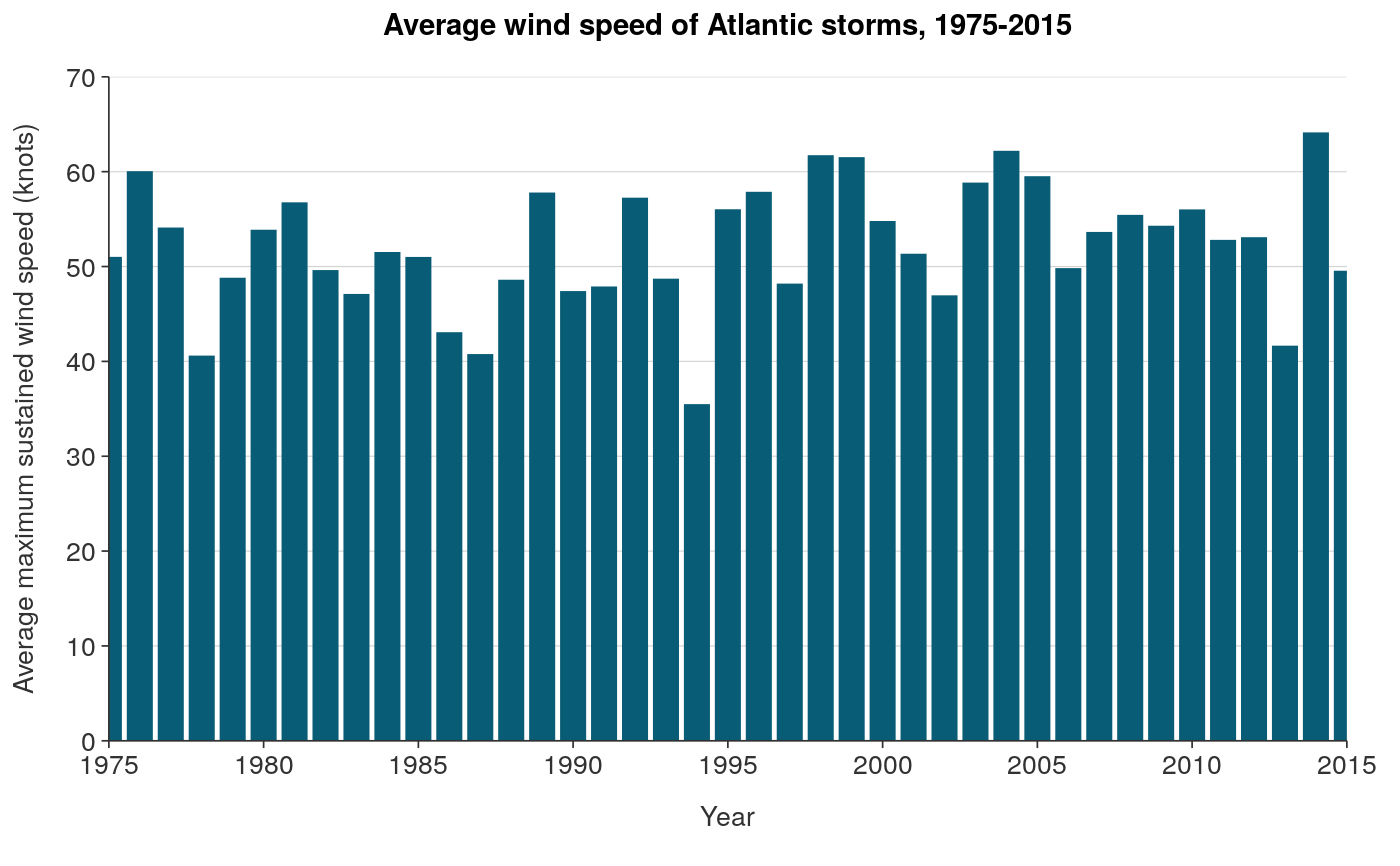 Average wind speed of Atlantic storms, 1975-2015
Average maximum sustained wind speed (knots)
70
60
50
40
30
20
10
0
1975 1980 1985 1990 1995 2000 2005 2010 2015
Year